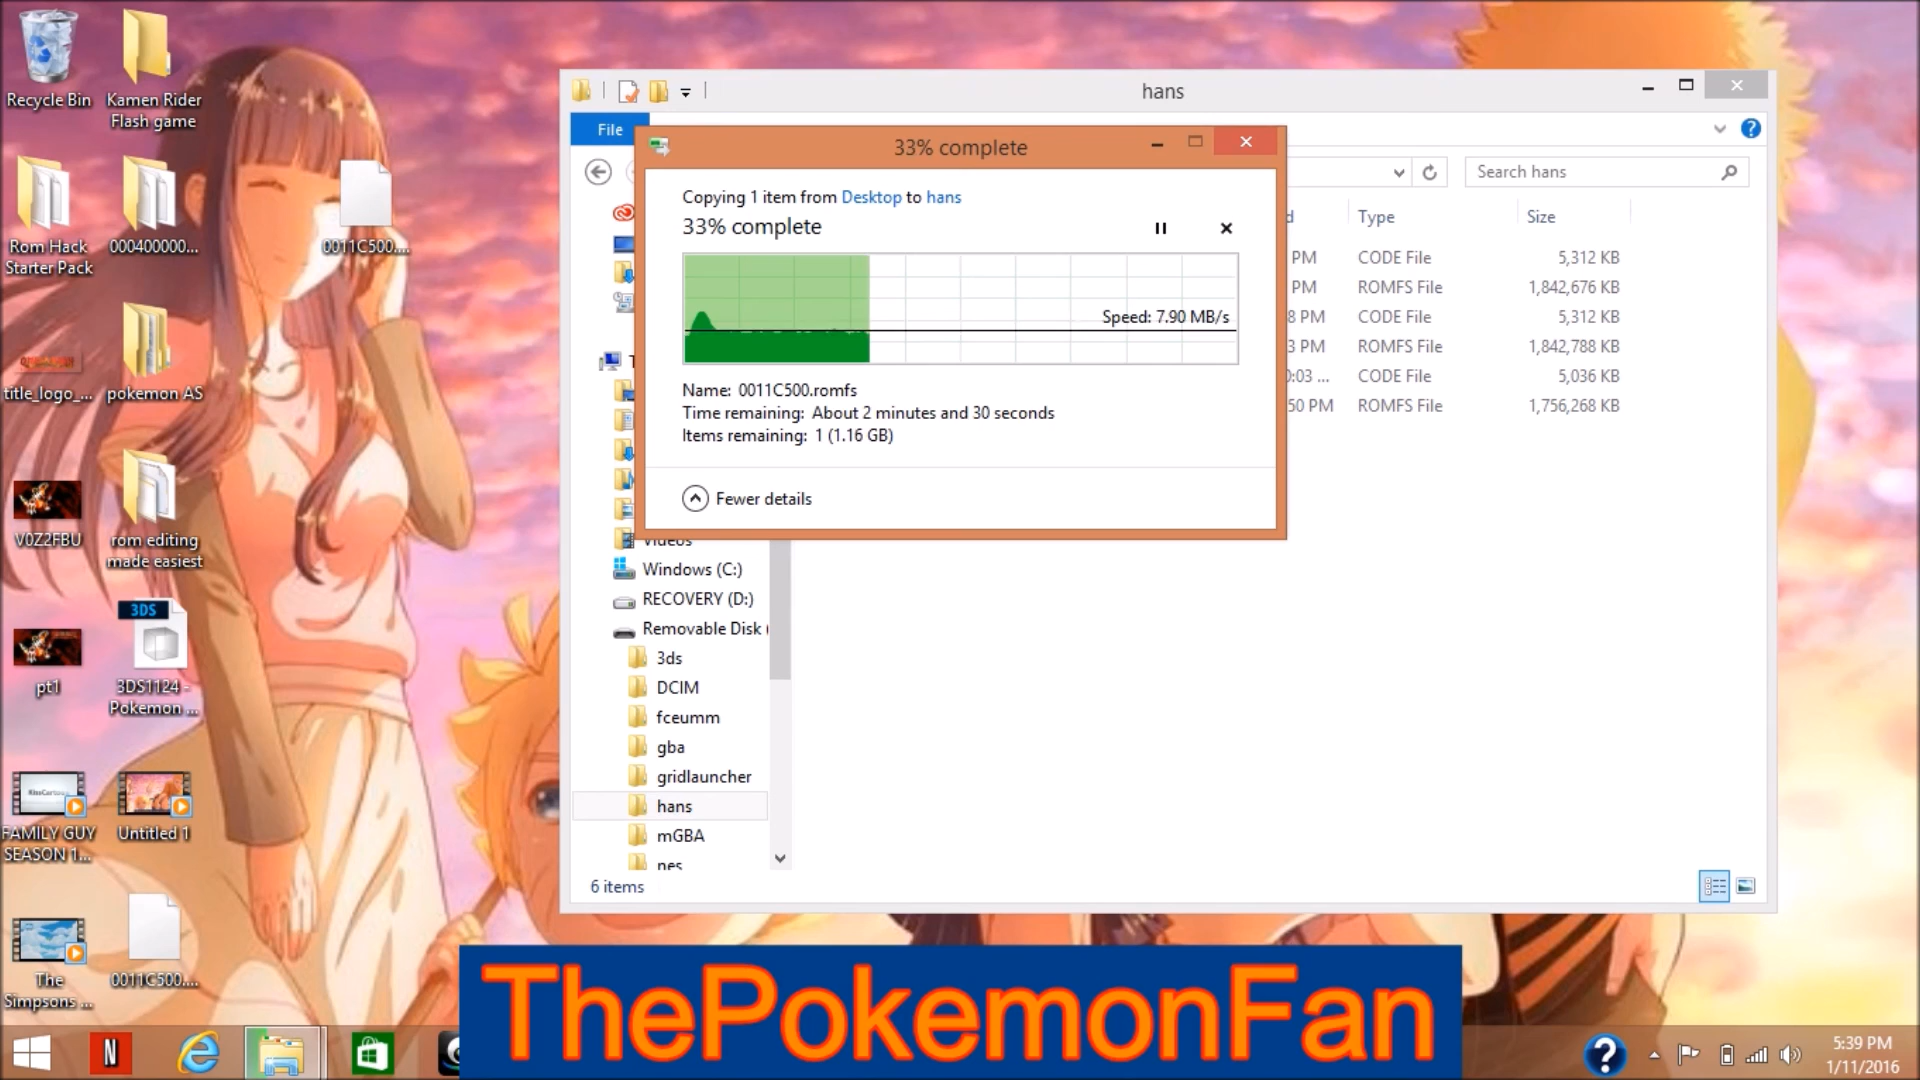 Recycle Bin
Kamen Rider
Flash game
Rom Hack
Starter Pack
000400000...
0011C500....
title_logo_...
pokemon AS
V0Z2FBU
rom editing
made easiest
pt1
3DS
3DS1124 -
Pokemon ...
FAMILY GUY
SEASON 1...
Untitled 1
The
Simpsons ...
0011C500....
hans
File
Search hans
Type
Size
PM CODE File 5,312 KB
PM ROMFS File 1,842,676 KB
8 PM CODE File 5,312 KB
3 PM ROMFS File 1,842,788 KB
0:03 ... CODE File 5,036 KB
50 PM ROMFS File 1,756,268 KB
33% complete
Copying 1 item from Desktop to hans
33% complete
Speed: 7.90 MB/s
Name: 0011C500.romfs
Time remaining: About 2 minutes and 30 seconds
Items remaining: 1 (1.16 GB)
Fewer details
Videos
Windows (C:)
RECOVERY (D:)
Removable Disk (
3ds
DCIM
fceumm
gba
gridlauncher
hans
mGBA
nes
6 items
ThePokemonFan
5:39 PM
1/11/2016